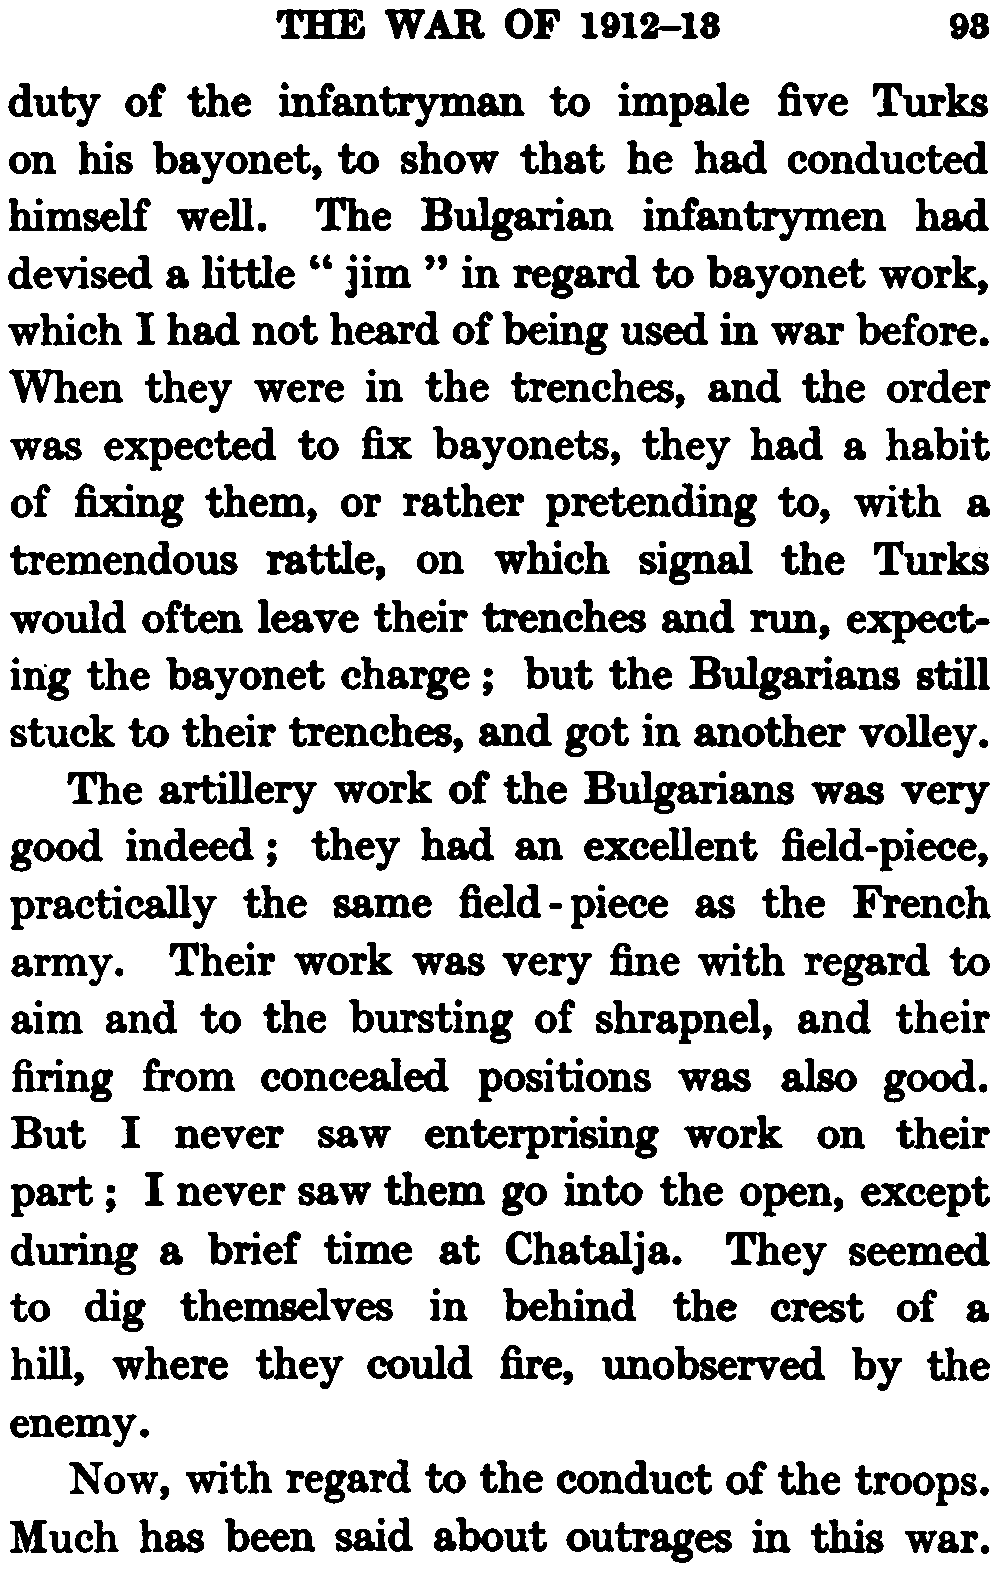 THE WAR OF 1912–13 93
duty of the infantryman to impale five Turks
on his bayonet, to show that he had conducted
himself well. The Bulgarian infantrymen had
devised a little “ jim ” in regard to bayonet work,
which I had not heard of being used in war before.
When they were in the trenches, and the order
was expected to fix bayonets, they had a habit
of fixing them, or rather pretending to, with a
tremendous rattle, on which signal the Turks
would often leave their trenches and run, expect-
ing the bayonet charge ; but the Bulgarians still
stuck to their trenches, and got in another volley.
The artillery work of the Bulgarians was very
good indeed ; they had an excellent field-piece,
practically the same field-piece as the French
army. Their work was very fine with regard to
aim and to the bursting of shrapnel, and their
firing from concealed positions was also good.
But I never saw enterprising work on their
part ; I never saw them go into the open, except
during a brief time at Chatalja. They seemed
to dig themselves in behind the crest of a
hill, where they could fire, unobserved by the
enemy.
Now, with regard to the conduct of the troops.
Much has been said about outrages in this war.